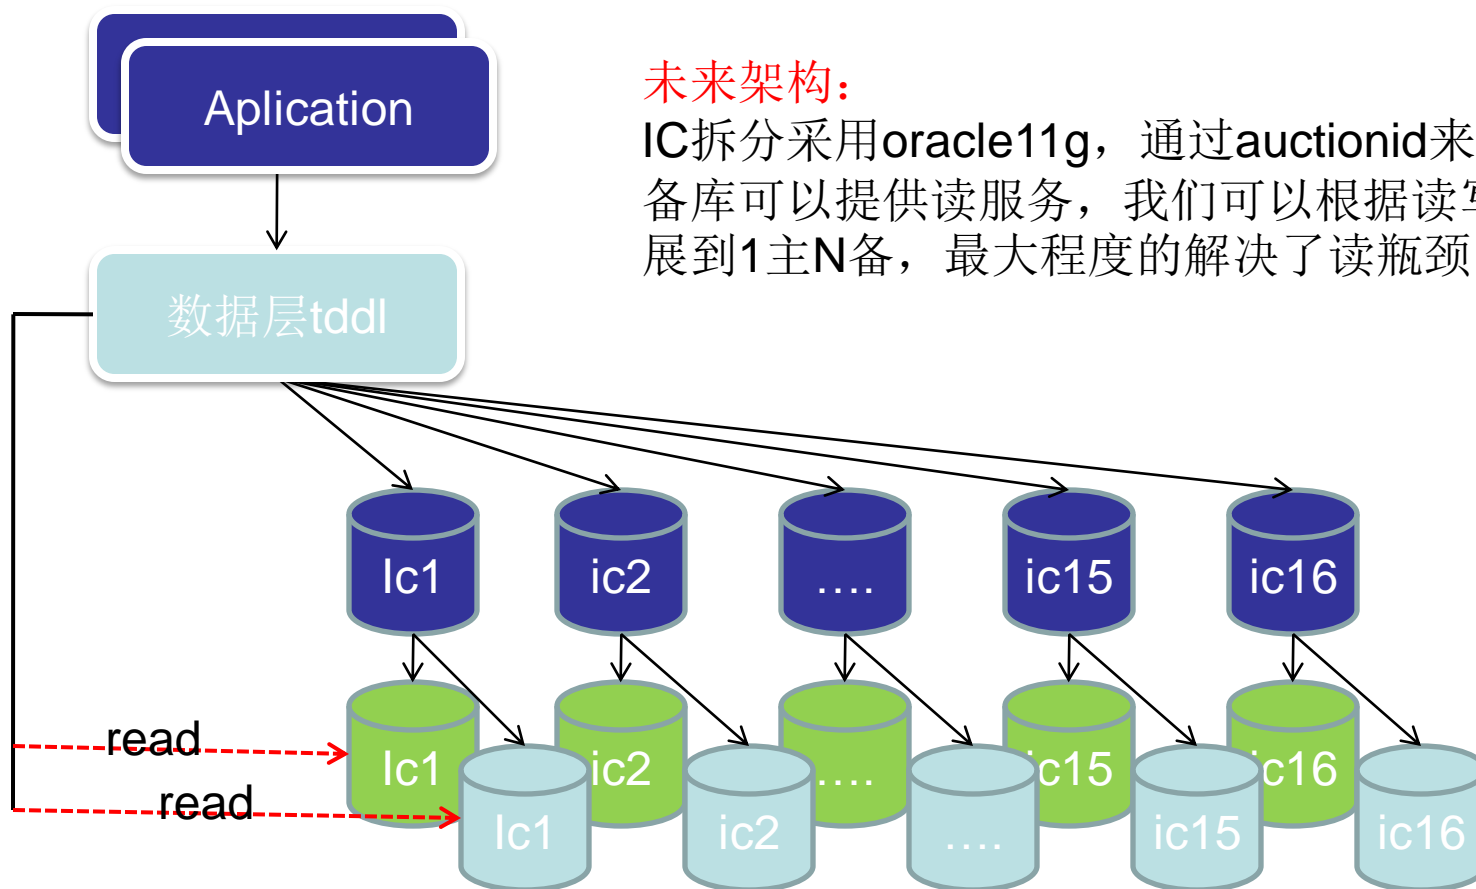 Aplication
未来架构：
IC拆分采用oracle11g，通过auctionid来
备库可以提供读服务，我们可以根据读写
展到1主N备，最大程度的解决了读瓶颈
数据层tddl
Ic1 ic2 …. ic15 ic16
read
Ic1 ic2 …. ic15 ic16
read
Ic1 ic2 …. ic15 ic16